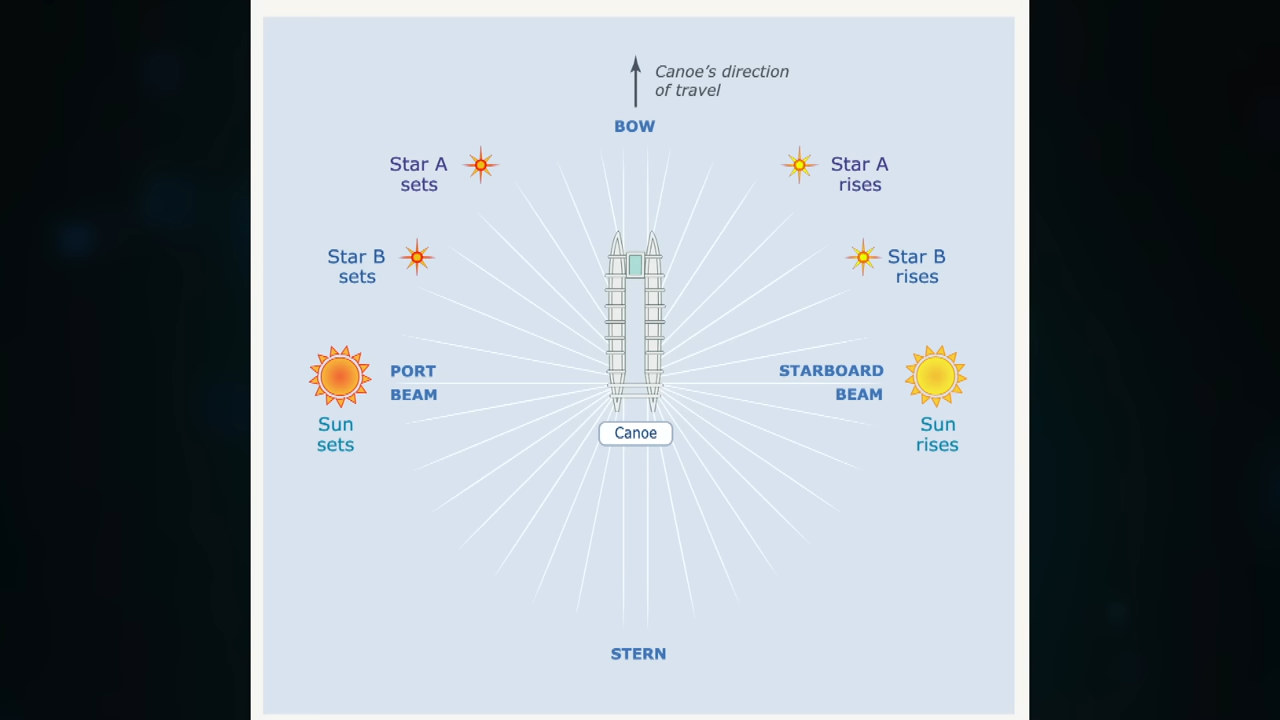 Canoe's direction
of travel
BOW
Star A
sets
Star A
rises
Star B
sets
Star B
rises
PORT
BEAM
STARBOARD
BEAM
Sun
sets
Sun
rises
Canoe
STERN